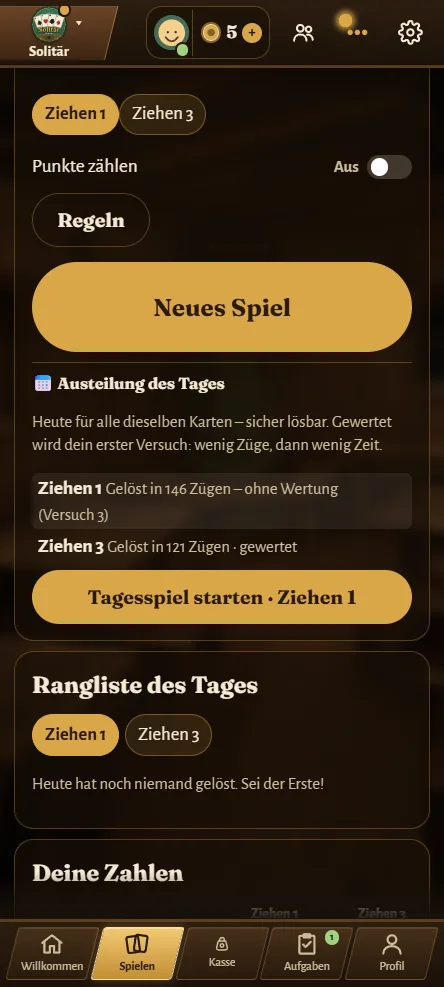 Solitär
Solitär
5 +
Ziehen 1 Ziehen 3
Punkte zählen Aus
Regeln
Neues Spiel
Austeilung des Tages
Heute für alle dieselben Karten – sicher lösbar. Gewertet
wird dein erster Versuch: wenig Züge, dann wenig Zeit.
Ziehen 1 Gelöst in 146 Zügen – ohne Wertung
(Versuch 3)
Ziehen 3 Gelöst in 121 Zügen · gewertet
Tagesspiel starten · Ziehen 1
Rangliste des Tages
Ziehen 1 Ziehen 3
Heute hat noch niemand gelöst. Sei der Erste!
Deine Zahlen
Ziehen 1 Ziehen 3
1
Willkommen Spielen Kasse Aufgaben Profil